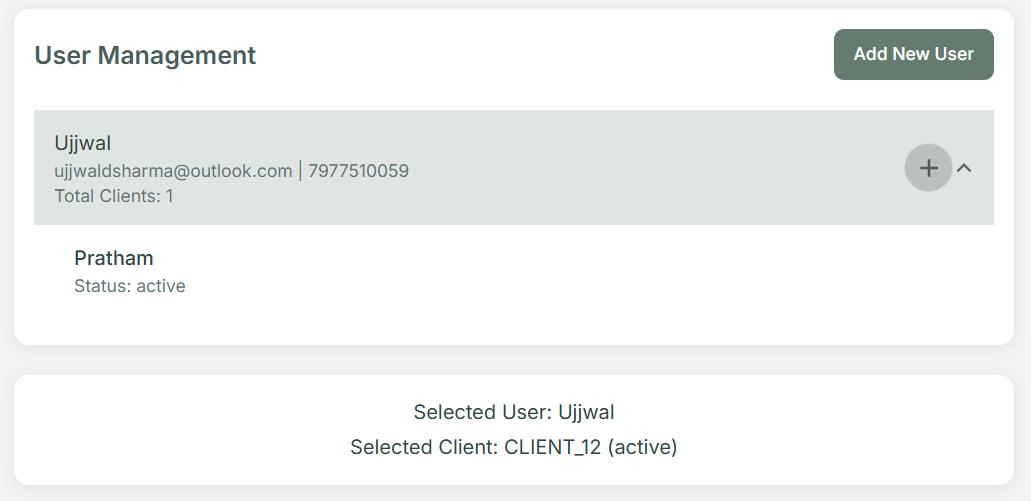 User Management
Add New User
Ujjwal
ujjwaldsharma@outlook.com | 7977510059
Total Clients: 1
Pratham
Status: active
Selected User: Ujjwal
Selected Client: CLIENT_12 (active)